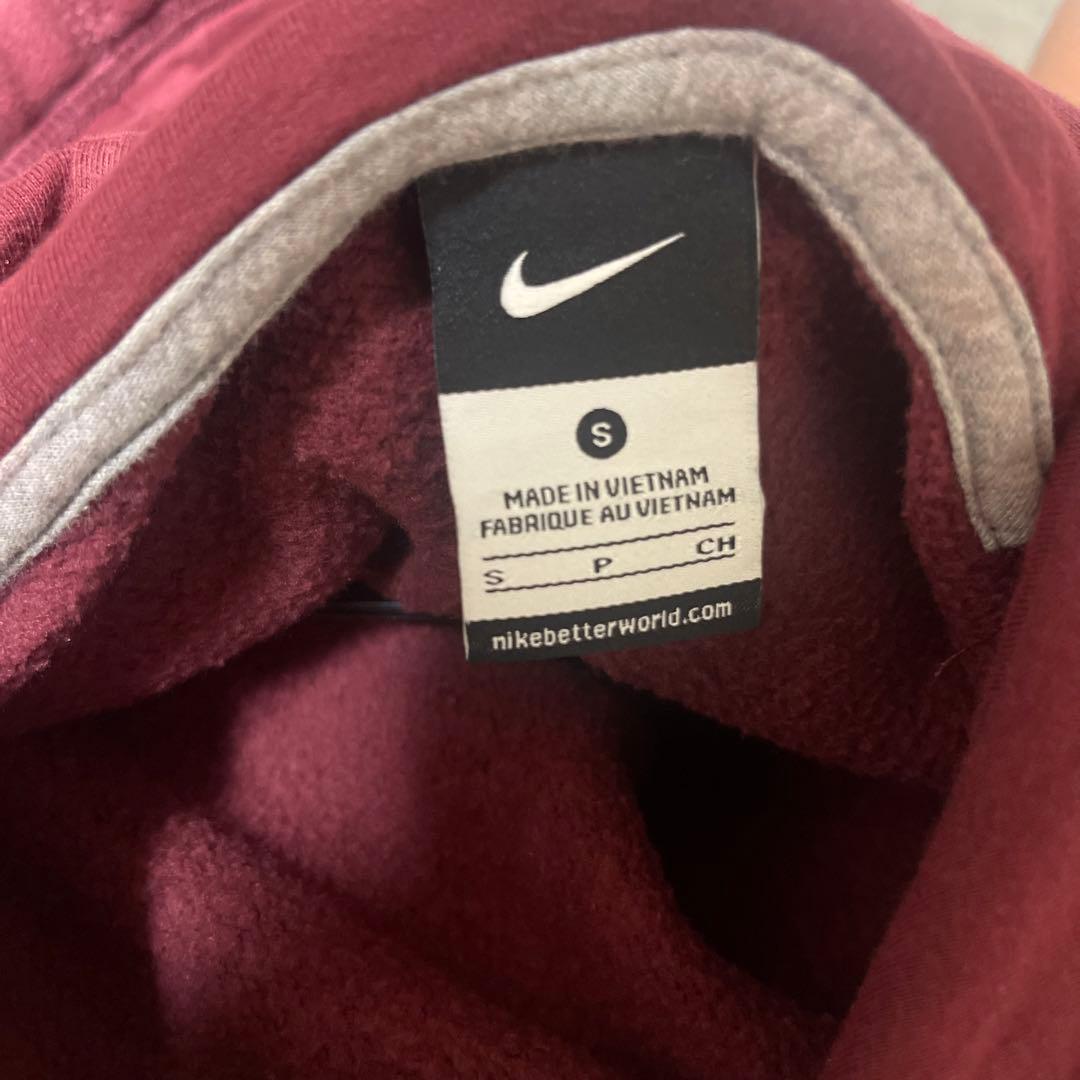 S
MADE IN VIETNAM
FABRIQUE AU VIETNAM
S P CH
nikebetterworld.com